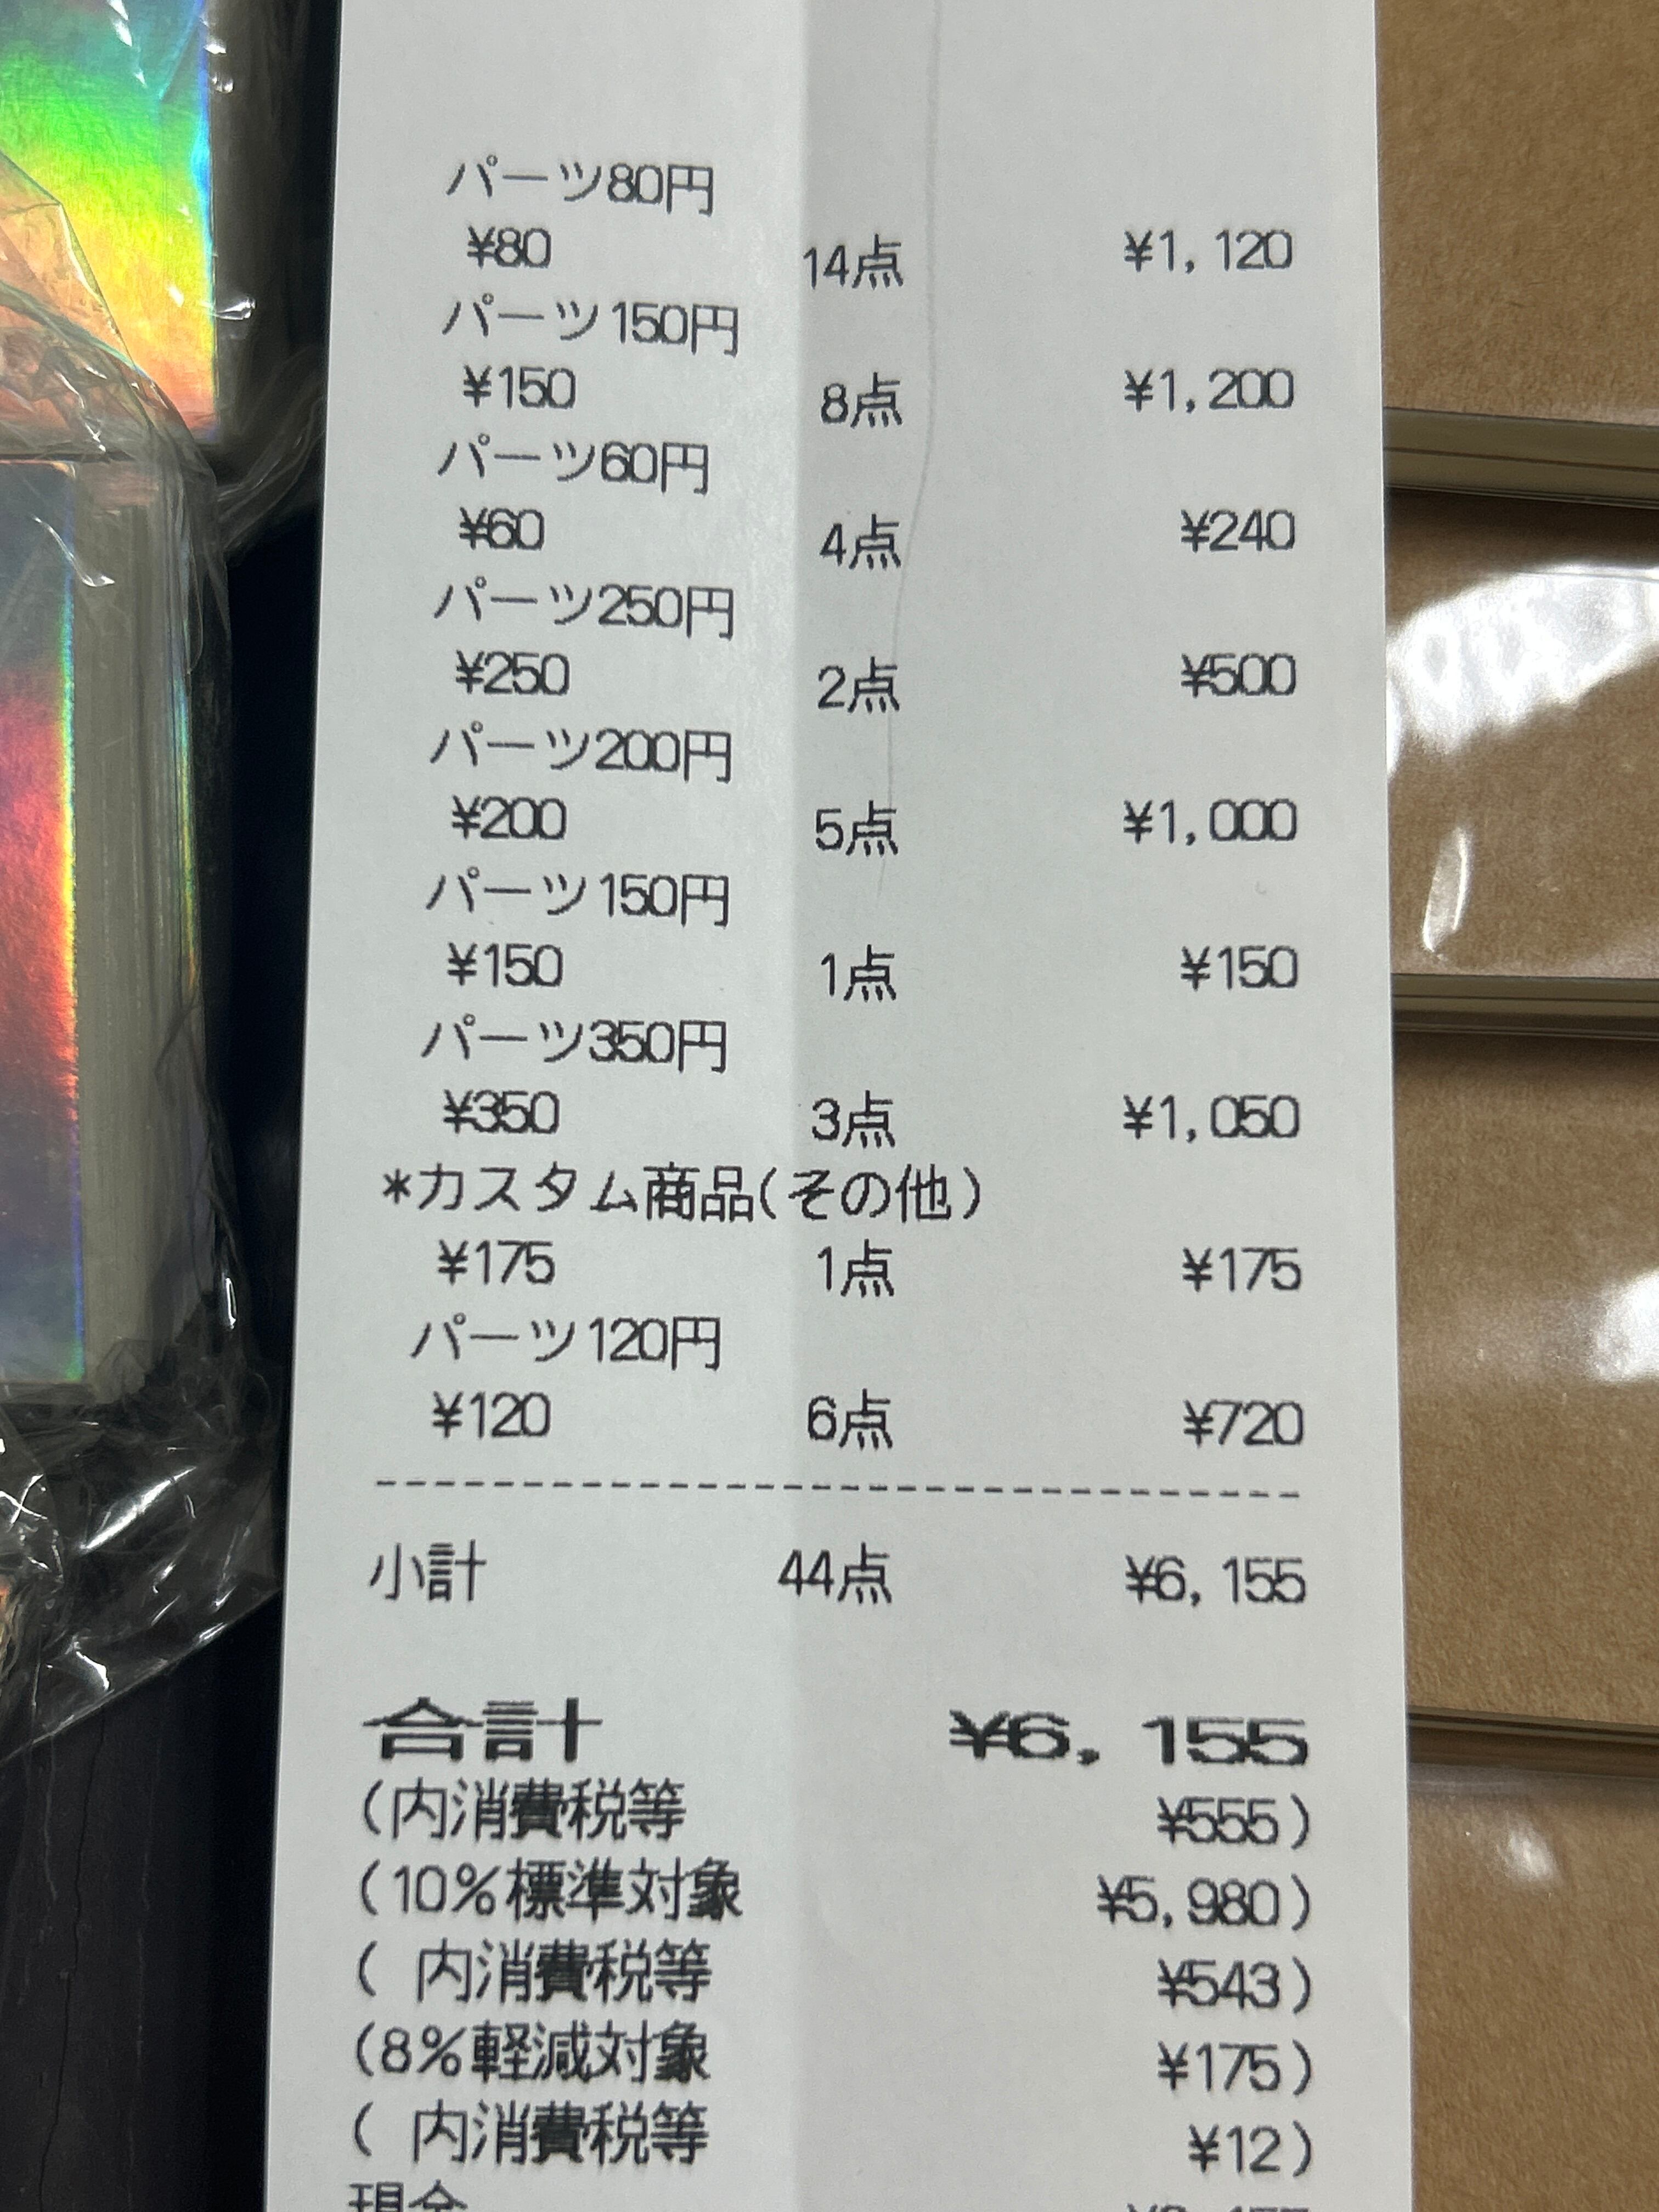 パーツ80円
¥80 14点 ¥1,120
パーツ150円
¥150 8点 ¥1,200
パーツ60円
¥60 4点 ¥240
パーツ250円
¥250 2点 ¥500
パーツ200円
¥200 5点 ¥1,000
パーツ150円
¥150 1点 ¥150
パーツ350円
¥350 3点 ¥1,050
*カスタム商品(その他)
¥175 1点 ¥175
パーツ120円
¥120 6点 ¥720
小計 44点 ¥6,155
合計 ¥6,155
(内消費税等 ¥555)
(10%標準対象 ¥5,980)
( 内消費税等 ¥543)
(8%軽減対象 ¥175)
( 内消費税等 ¥12)
現金